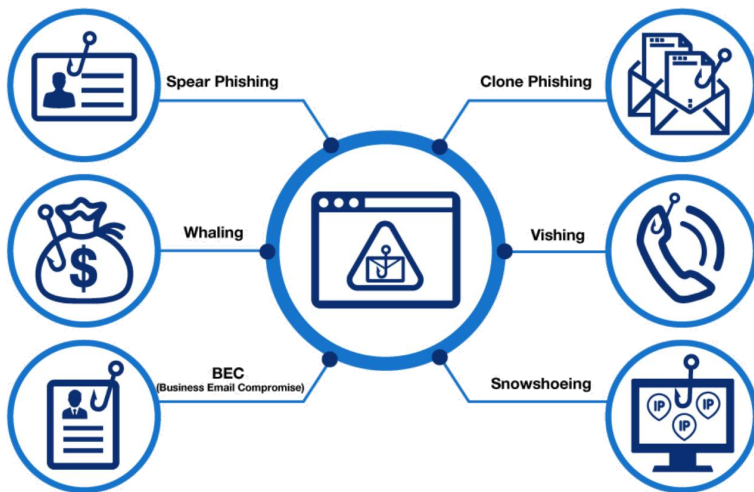 Spear Phishing
Clone Phishing
Whaling
$
Vishing
BEC
(Business Email Compromise)
Snowshoeing
IP
IP
IP